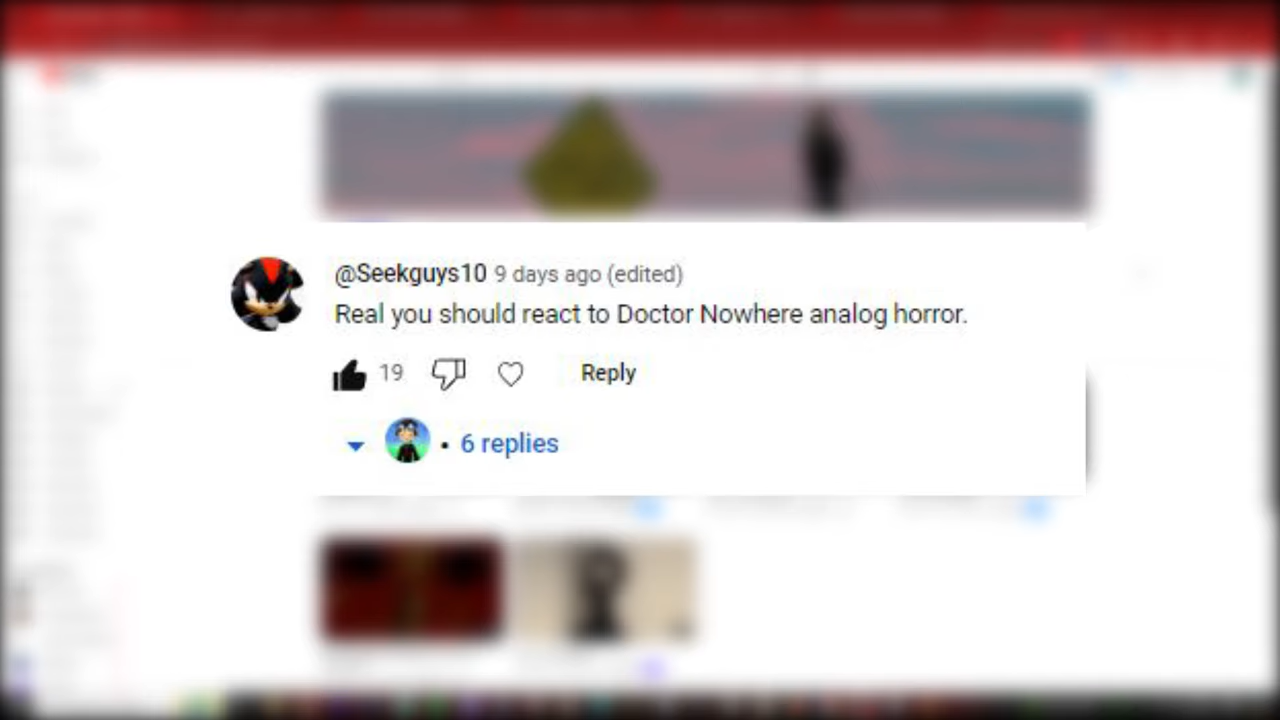 @Seekguys10 9 days ago (edited)
Real you should react to Doctor Nowhere analog horror.
19 Reply
• 6 replies